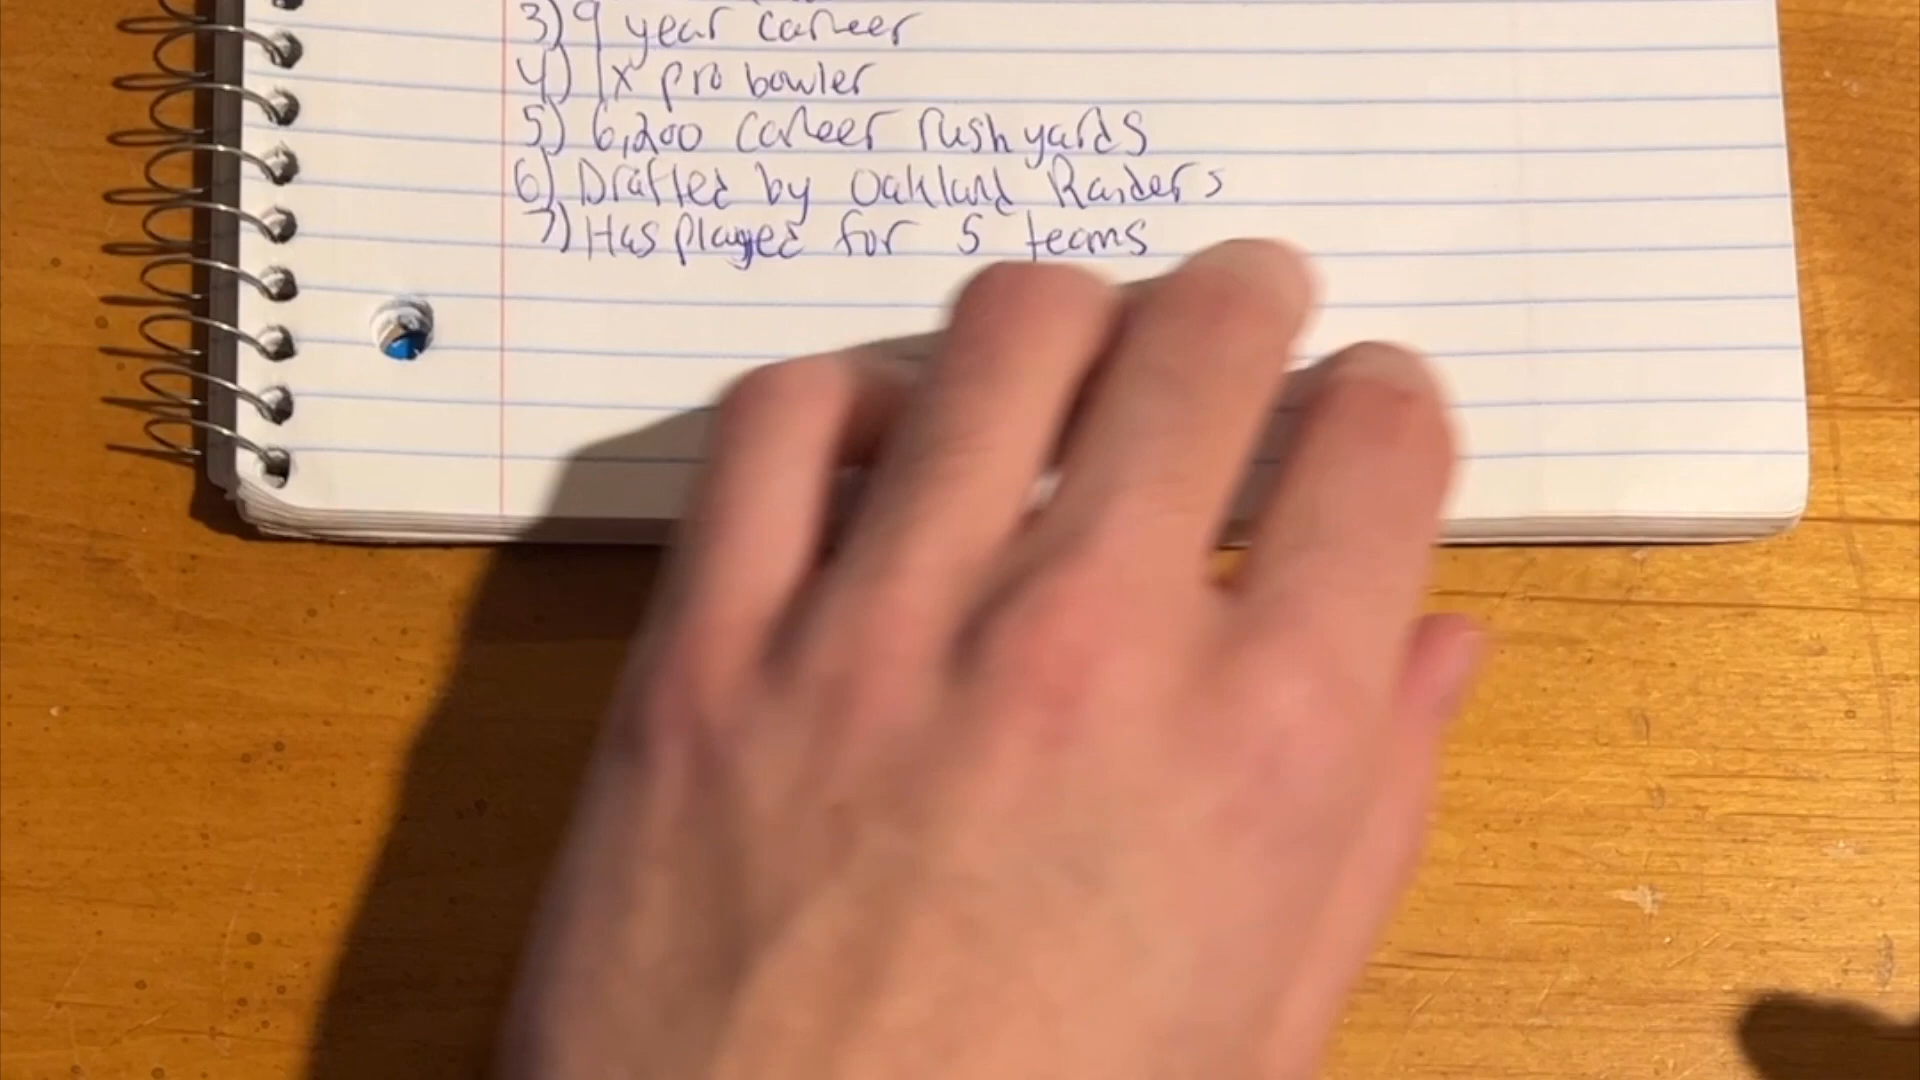 3) 9 year career
4) 1x pro bowler
5) 6,200 career rush yards
6) Drafted by Oakland Raiders
7) Has played for 5 teams